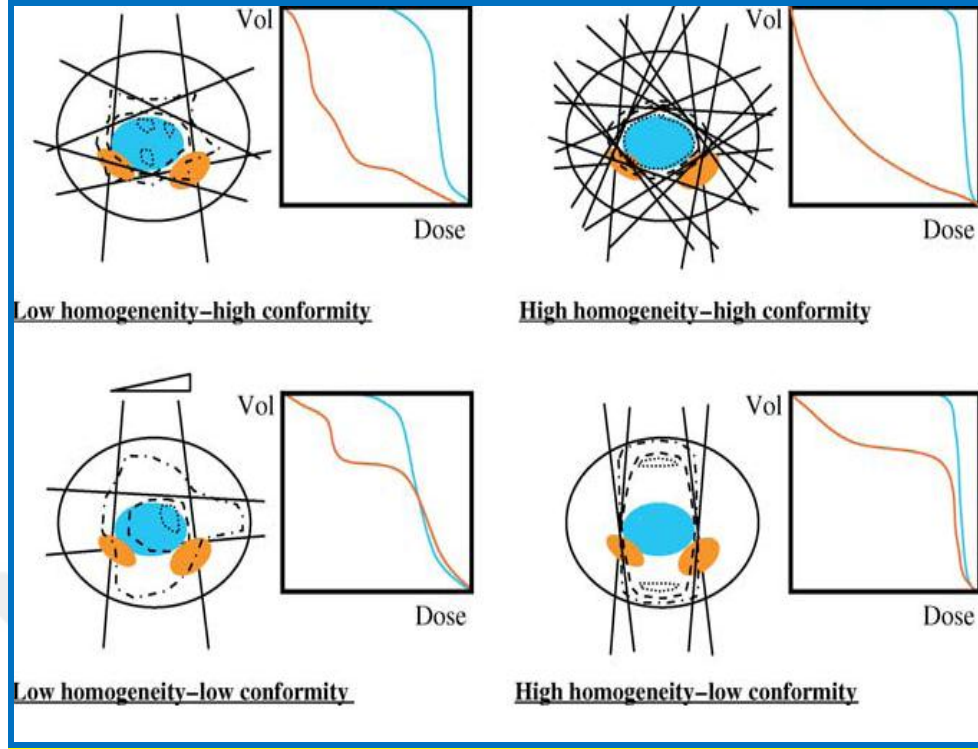 Vol
Dose
Vol
Dose
Low homogenenity–high conformity
High homogeneity–high conformity
Vol
Dose
Vol
Dose
Low homogeneity–low conformity
High homogeneity–low conformity